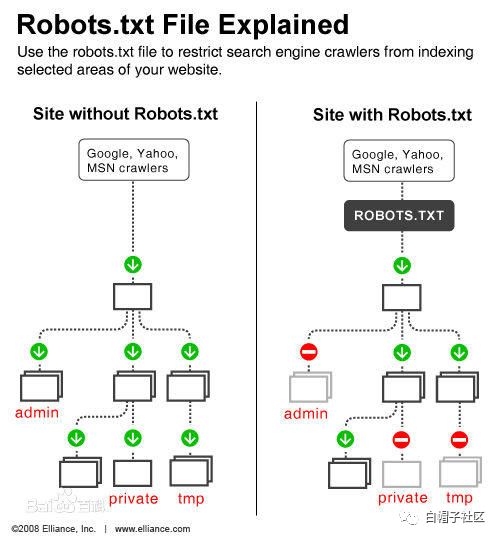 Robots.txt File Explained
Use the robots.txt file to restrict search engine crawlers from indexing
selected areas of your website.
Site without Robots.txt
Google, Yahoo,
MSN crawlers
admin
private
tmp
Site with Robots.txt
Google, Yahoo,
MSN crawlers
ROBOTS.TXT
admin
private
tmp
Bai百科
白帽子社区
©2008 Elliance, Inc. | www.elliance.com